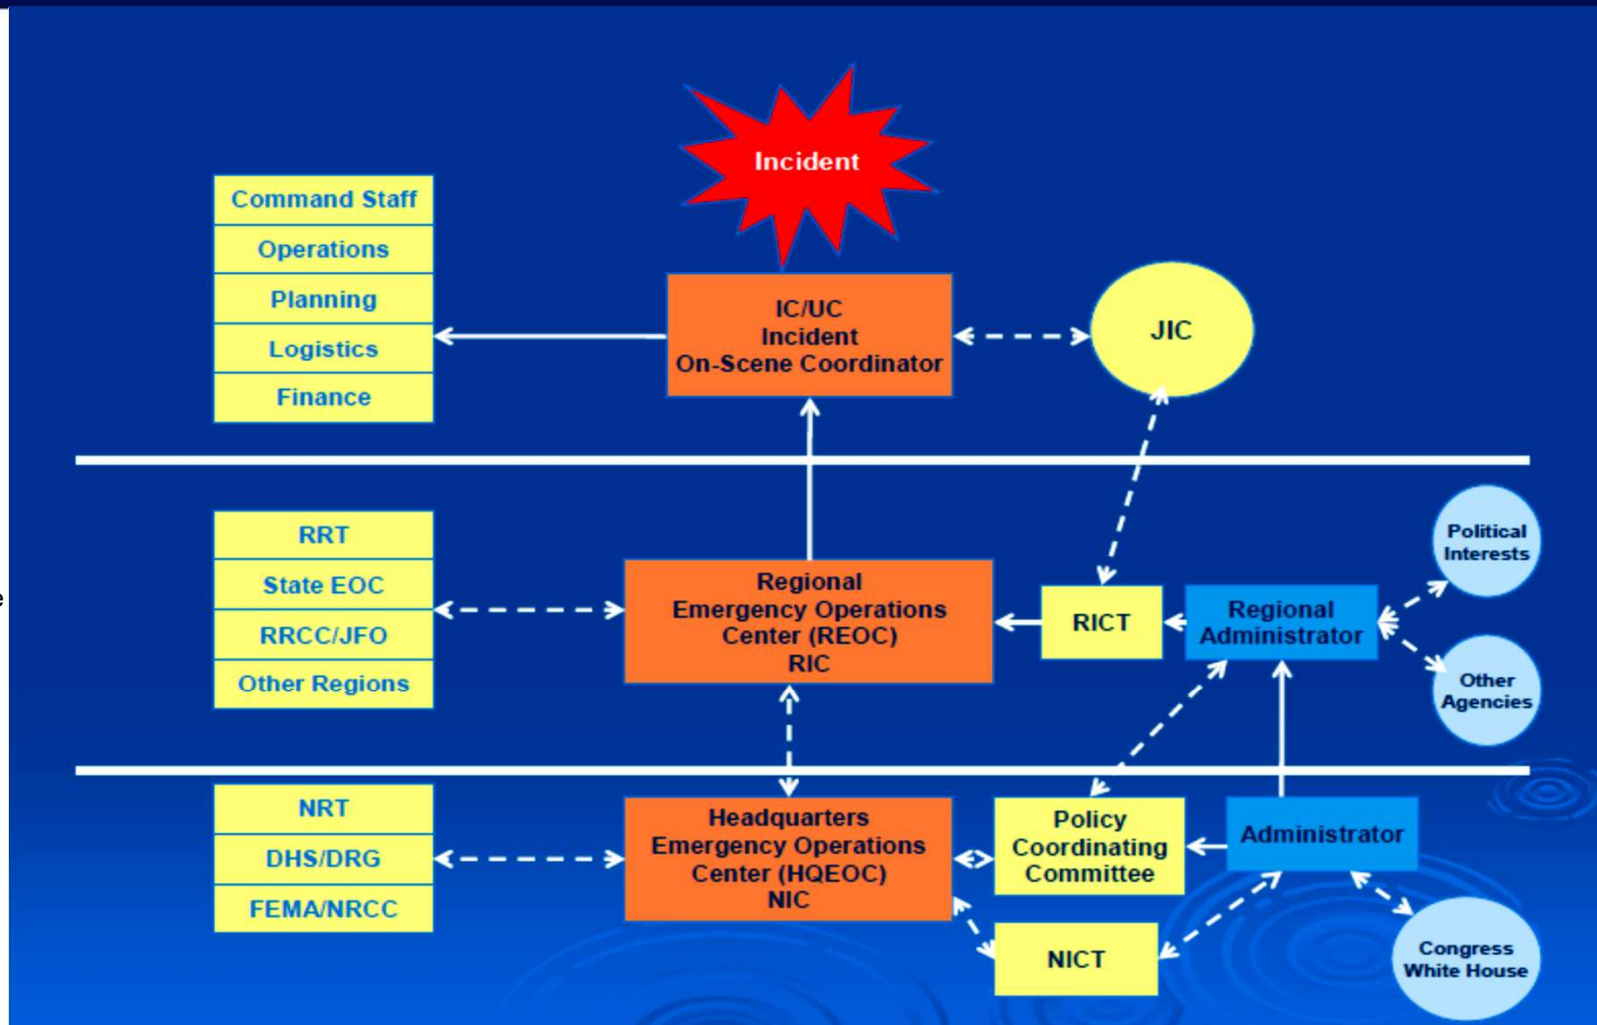 Incident
Command Staff
Operations
Planning
Logistics
Finance
IC/UC
Incident
On-Scene Coordinator
JIC
RRT
State EOC
RRCC/JFO
Other Regions
e
Regional
Emergency Operations
Center (REOC)
RIC
RICT
Regional
Administrator
Political
Interests
Other
Agencies
NRT
DHS/DRG
FEMA/NRCC
Headquarters
Emergency Operations
Center (HQEOC)
NIC
Policy
Coordinating
Committee
Administrator
NICT
Congress
White House